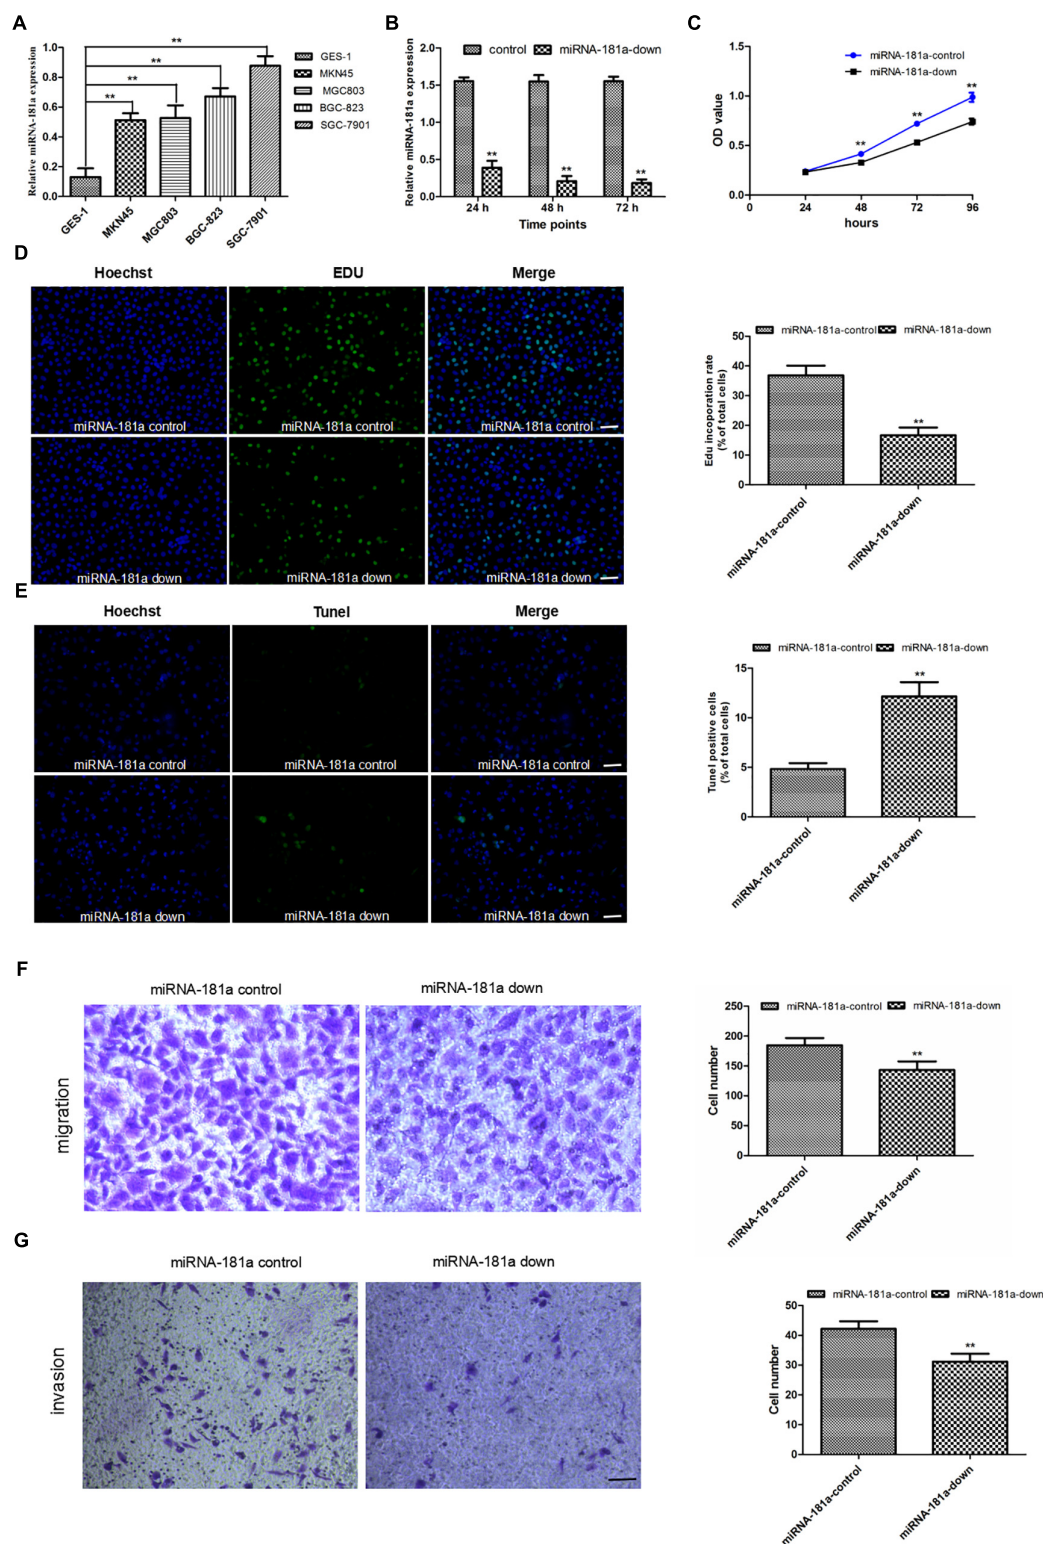 A
Relative miRNA-181a expression
1.0
0.8
0.6
0.4
0.2
0.0
**
**
**
**
GES-1
MKN45
MGC803
BGC-823
SGC-7901
GES-1
MKN45
MGC803
BGC-823
SGC-7901
B
Relative miRNA-181a expression
2.0
1.5
1.0
0.5
0.0
control
miRNA-181a-down
**
**
**
24 h
48 h
72 h
Time points
C
OD value
1.5
1.0
0.5
0.0
miRNA-181a-control
miRNA-181a-down
**
**
**
0
24
48
72
96
hours
D
Hoechst
EDU
Merge
miRNA-181a control
miRNA-181a control
miRNA-181a control
miRNA-181a down
miRNA-181a down
miRNA-181a down
miRNA-181a-control
miRNA-181a-down
Edu incoporation rate
(% of total cells)
50
40
30
20
10
0
**
miRNA-181a-control
miRNA-181a-down
E
Hoechst
Tunel
Merge
miRNA-181a control
miRNA-181a control
miRNA-181a control
miRNA-181a down
miRNA-181a down
miRNA-181a down
miRNA-181a-control
miRNA-181a-down
Tunel positive cells
(% of total cells)
15
10
5
0
**
miRNA-181a-control
miRNA-181a-down
F
miRNA-181a control
miRNA-181a down
migration
miRNA-181a-control
miRNA-181a-down
Cell number
250
200
150
100
50
0
**
miRNA-181a-control
miRNA-181a-down
G
miRNA-181a control
miRNA-181a down
invasion
miRNA-181a-control
miRNA-181a-down
Cell number
50
40
30
20
10
0
**
miRNA-181a-control
miRNA-181a-down